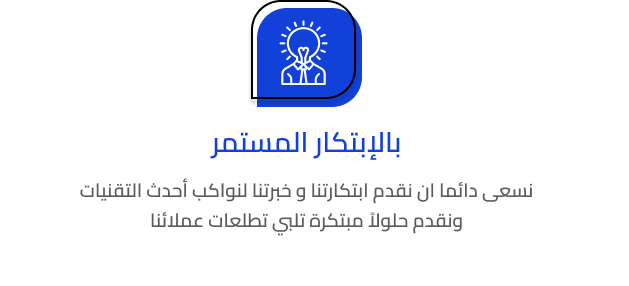 بالإبتكار المستمر
نسعى دائما ان نقدم ابتكارتنا و خبرتنا لنواكب أحدث التقنيات
ونقدم حلولاً مبتكرة تلبي تطلعات عملائنا